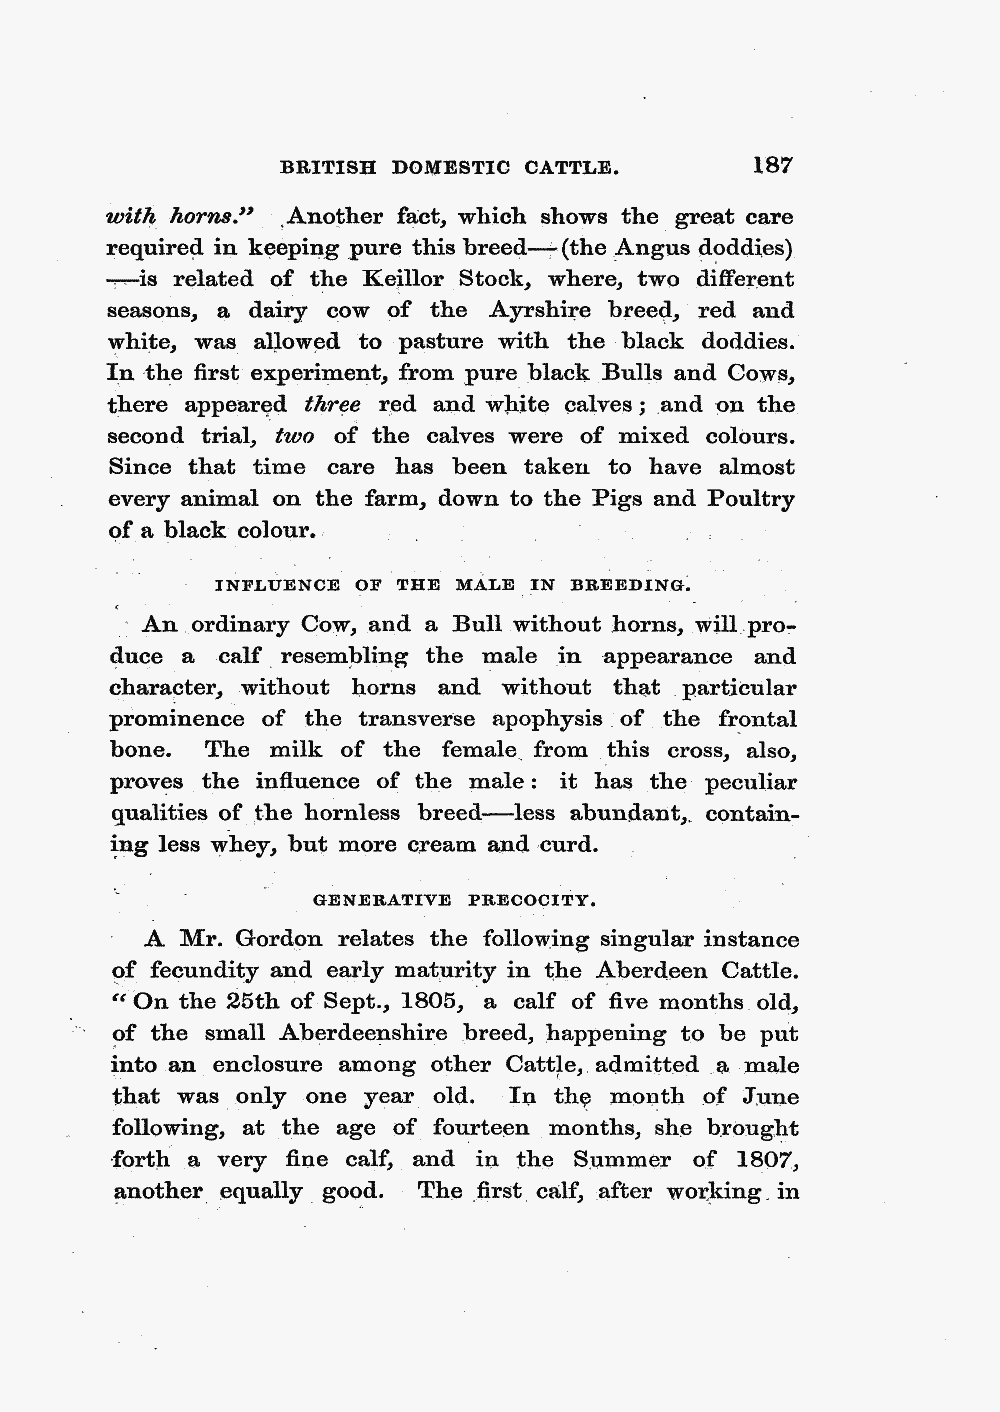 BRITISH DOMESTIC CATTLE. 187
with horns.” Another fact, which shows the great care
required in keeping pure this breed—(the Angus doddies)
—is related of the Keillor Stock, where, two different
seasons, a dairy cow of the Ayrshire breed, red and
white, was allowed to pasture with the black doddies.
In the first experiment, from pure black Bulls and Cows,
there appeared three red and white calves; and on the
second trial, two of the calves were of mixed colours.
Since that time care has been taken to have almost
every animal on the farm, down to the Pigs and Poultry
of a black colour.
INFLUENCE OF THE MALE IN BREEDING.
An ordinary Cow, and a Bull without horns, will pro-
duce a calf resembling the male in appearance and
character, without horns and without that particular
prominence of the transverse apophysis of the frontal
bone. The milk of the female from this cross, also,
proves the influence of the male: it has the peculiar
qualities of the hornless breed—less abundant, contain-
ing less whey, but more cream and curd.
GENERATIVE PRECOCITY.
A Mr. Gordon relates the following singular instance
of fecundity and early maturity in the Aberdeen Cattle.
“On the 25th of Sept., 1805, a calf of five months old,
of the small Aberdeenshire breed, happening to be put
into an enclosure among other Cattle, admitted a male
that was only one year old. In the month of June
following, at the age of fourteen months, she brought
forth a very fine calf, and in the Summer of 1807,
another equally good. The first calf, after working in